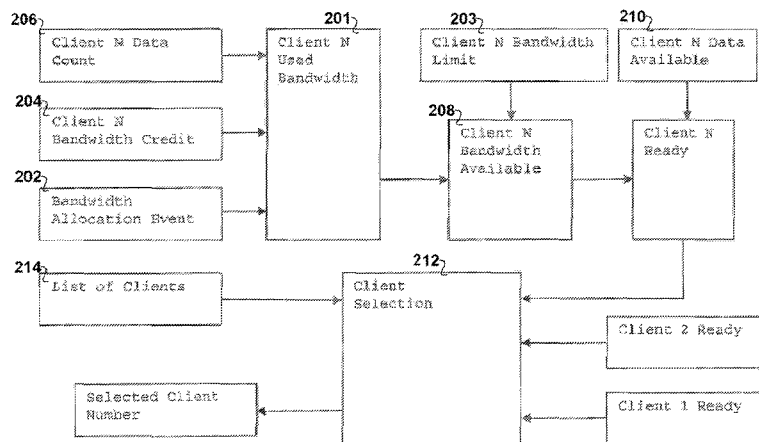 206
Client N Data
Count
201
Client N
Used
Bandwidth
203
Client N Bandwidth
Limit
210
Client N Data
Available
204
Client N
Bandwidth Credit
208
Client N
Bandwidth
Available
Client N
Ready
202
Bandwidth
Allocation Event
214
List of Clients
212
Client
Selection
Client 2 Ready
Selected Client
Number
Client 1 Ready